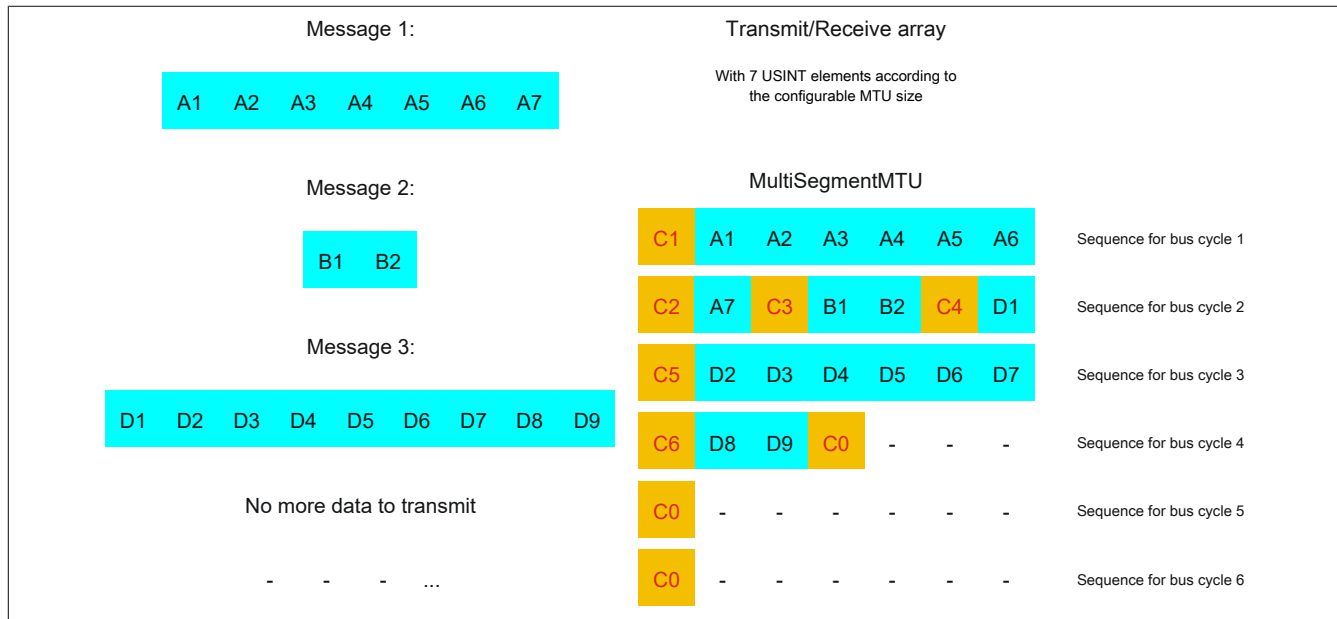 Message 1:
A1 A2 A3 A4 A5 A6 A7
Message 2:
B1 B2
Message 3:
D1 D2 D3 D4 D5 D6 D7 D8 D9
No more data to transmit
- - - ...
Transmit/Receive array
With 7 USINT elements according to
the configurable MTU size
MultiSegmentMTU
C1 A1 A2 A3 A4 A5 A6 Sequence for bus cycle 1
C2 A7 C3 B1 B2 C4 D1 Sequence for bus cycle 2
C5 D2 D3 D4 D5 D6 D7 Sequence for bus cycle 3
C6 D8 D9 C0 - - - Sequence for bus cycle 4
C0 - - - - - - Sequence for bus cycle 5
C0 - - - - - - Sequence for bus cycle 6